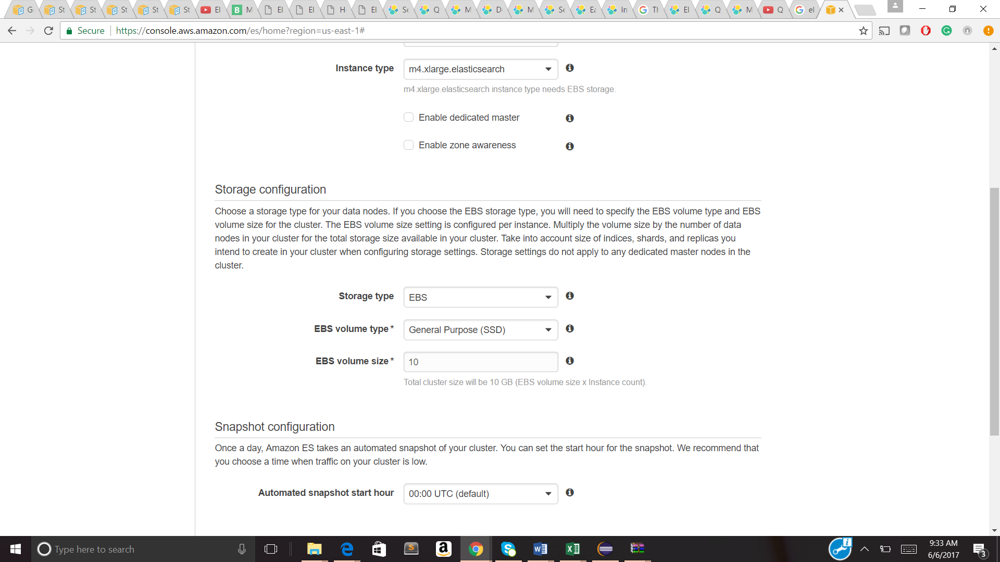 G St St St St St El M El El H El Se Q M D M Se Ea In Th El Q M Q el
Secure https://console.aws.amazon.com/es/home?region=us-east-1#
Instance type m4.xlarge.elasticsearch
m4.xlarge.elasticsearch instance type needs EBS storage.
Enable dedicated master
Enable zone awareness
Storage configuration
Choose a storage type for your data nodes. If you choose the EBS storage type, you will need to specify the EBS volume type and EBS
volume size for the cluster. The EBS volume size setting is configured per instance. Multiply the volume size by the number of data
nodes in your cluster for the total storage size available in your cluster. Take into account size of indices, shards, and replicas you
intend to create in your cluster when configuring storage settings. Storage settings do not apply to any dedicated master nodes in the
cluster.
Storage type EBS
EBS volume type * General Purpose (SSD)
EBS volume size * 10
Total cluster size will be 10 GB (EBS volume size x Instance count).
Snapshot configuration
Once a day, Amazon ES takes an automated snapshot of your cluster. You can set the start hour for the snapshot. We recommend that
you choose a time when traffic on your cluster is low.
Automated snapshot start hour 00:00 UTC (default)
Type here to search
9:33 AM
6/6/2017
3